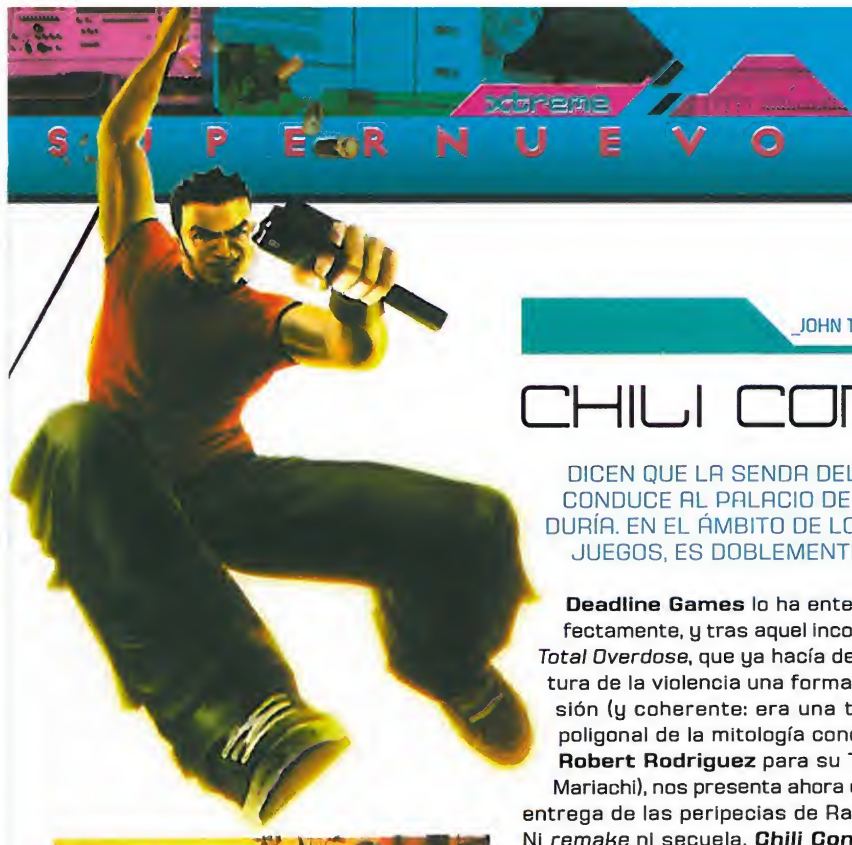 xtreme
SUPERNUEVO
_JOHN T
CHILI CON
DICEN QUE LA SENDA DEL
CONDUCE AL PALACIO DE
DURÍA. EN EL ÁMBITO DE LO
JUEGOS, ES DOBLEMENTE
Deadline Games lo ha ente
fectamente, y tras aquel inco
Total Overdose, que ya hacía de
tura de la violencia una forma
sión (y coherente: era una t
poligonal de la mitología conc
Robert Rodriguez para su T
Mariachi), nos presenta ahora
entrega de las peripecias de Ra
Ni remake ni secuela, Chili Con